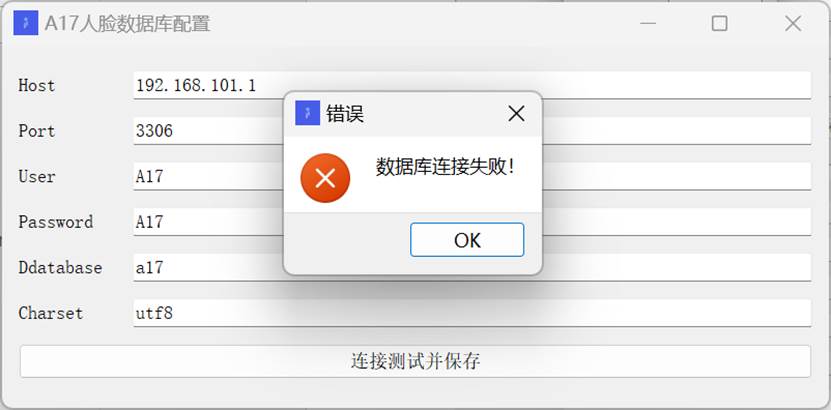 A17人脸数据库配置
Host 192.168.101.1
Port 3306
User A17
Password A17
Ddatabase a17
Charset utf8
连接测试并保存
错误
数据库连接失败！
OK